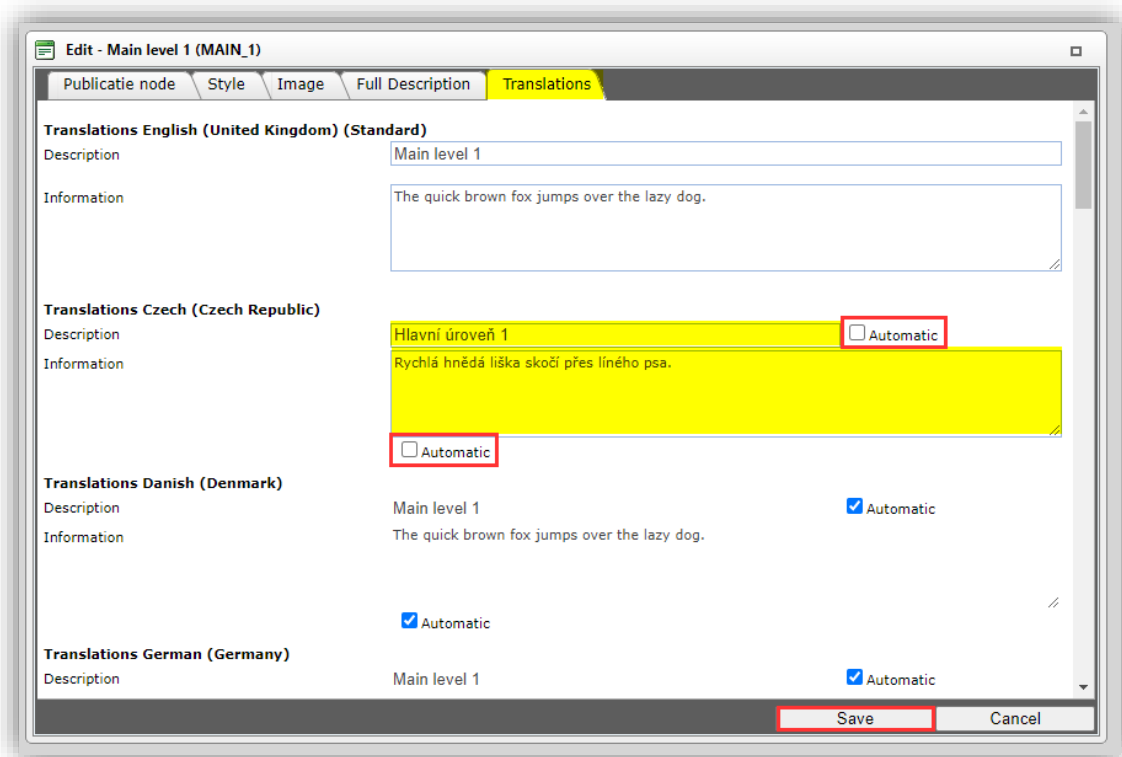 Edit - Main level 1 (MAIN_1)
Publicatie node Style Image Full Description Translations
Translations English (United Kingdom) (Standard)
Description Main level 1
Information The quick brown fox jumps over the lazy dog.
Translations Czech (Czech Republic)
Description Hlavní úroveň 1 Automatic
Information Rychlá hnědá liška skočí přes líného psa.
Automatic
Translations Danish (Denmark)
Description Main level 1 Automatic
Information The quick brown fox jumps over the lazy dog.
Automatic
Translations German (Germany)
Description Main level 1 Automatic
Save Cancel